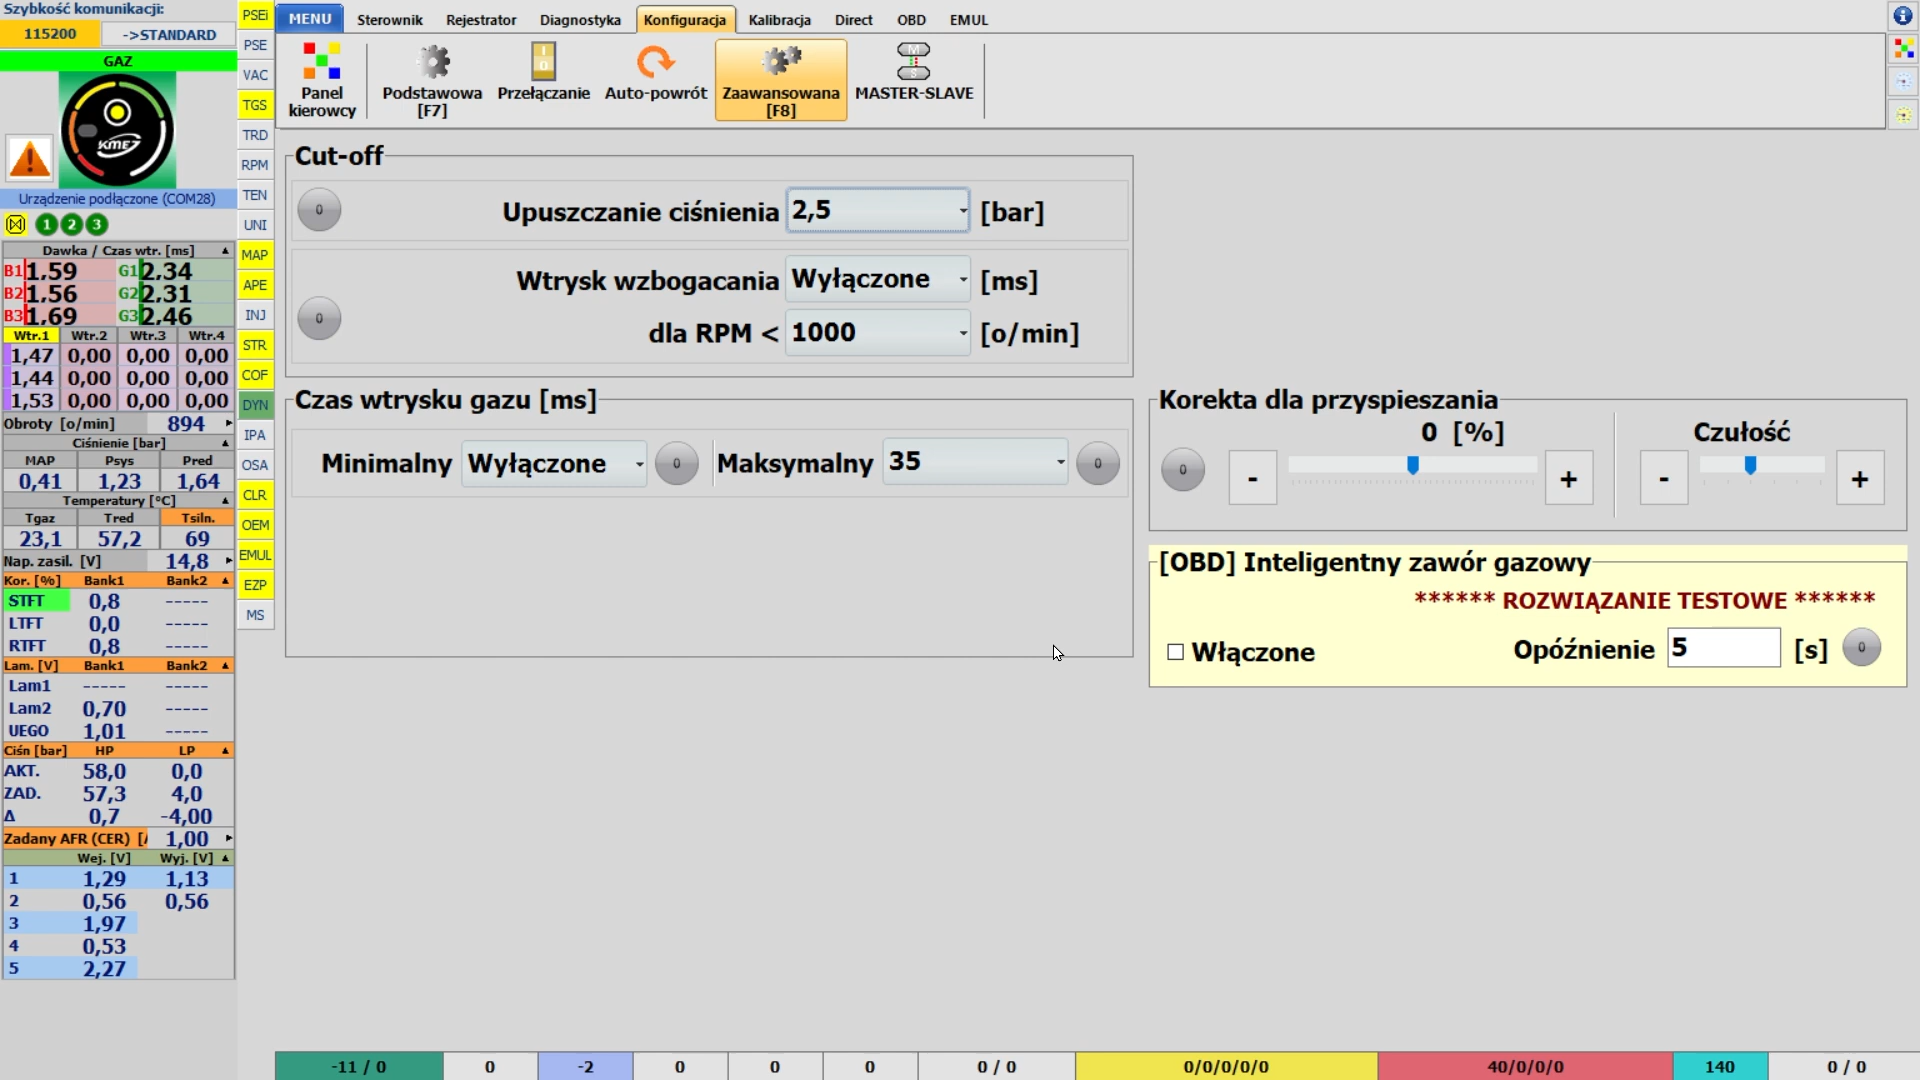 Szybkość komunikacji:
115200 ->STANDARD
GAZ
KME
Urządzenie podłączone (COM28)
1 2 3
Dawka / Czas wtr. [ms]
B1 1,59 G1 2,34
B2 1,56 G2 2,31
B3 1,69 G3 2,46
Wtr.1 Wtr.2 Wtr.3 Wtr.4
1,47 0,00 0,00 0,00
1,44 0,00 0,00 0,00
1,53 0,00 0,00 0,00
Obroty [o/min] 894
Ciśnienie [bar]
MAP Psys Pred
0,41 1,23 1,64
Temperatury [°C]
Tgaz Tred Tsiln.
23,1 57,2 69
Nap. zasil. [V] 14,8
Kor. [%] Bank1 Bank2
STFT 0,8 -----
LTFT 0,0 -----
RTFT 0,8 -----
Lam. [V] Bank1 Bank2
Lam1 ----- -----
Lam2 0,70 -----
UEGO 1,01 -----
Ciśn [bar] HP LP
AKT. 58,0 0,0
ZAD. 57,3 4,0
Δ 0,7 -4,00
Zadany AFR (CER) [ 1,00
Wej. [V] Wyj. [V]
1 1,29 1,13
2 0,56 0,56
3 1,97
4 0,53
5 2,27
PSEi
PSE
VAC
TGS
TRD
RPM
TEN
UNI
MAP
APE
INJ
STR
COF
DYN
IPA
OSA
CLR
OEM
EMUL
EZP
MS
MENU Sterownik Rejestrator Diagnostyka Konfiguracja Kalibracja Direct OBD EMUL
Panel kierowcy
Podstawowa [F7]
Przełączanie
Auto-powrót
Zaawansowana [F8]
MASTER-SLAVE
Cut-off
0 Upuszczanie ciśnienia 2,5 [bar]
Wtrysk wzbogacania Wyłączone [ms]
0
dla RPM < 1000 [o/min]
Czas wtrysku gazu [ms]
Minimalny Wyłączone 0 Maksymalny 35 0
Korekta dla przyspieszania
0 [%] Czułość
0 - + - +
[OBD] Inteligentny zawór gazowy
****** ROZWIĄZANIE TESTOWE ******
Włączone Opóźnienie 5 [s] 0
-11 / 0 0 -2 0 0 0 0 / 0 0/0/0/0/0 40/0/0/0 140 0 / 0